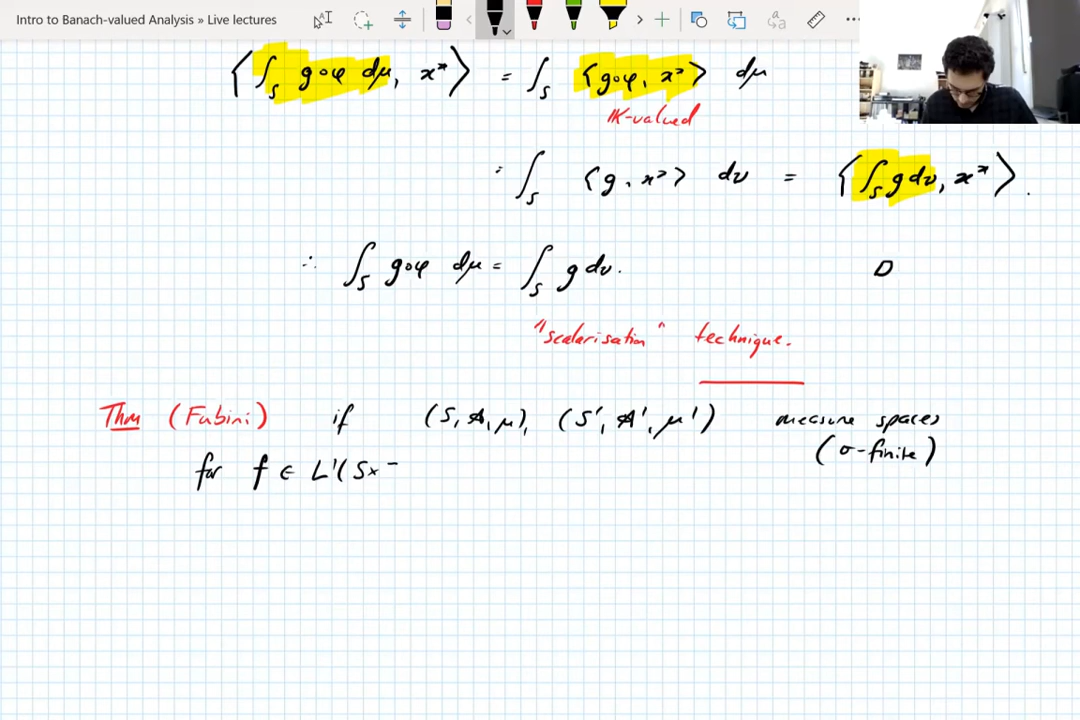 Intro to Banach-valued Analysis » Live lectures
⟨∫_S g∘φ dμ, x*⟩ = ∫_S ⟨g∘φ, x*⟩ dμ
K-valued
= ∫_S ⟨g, x*⟩ dν = ⟨∫_S g dν, x*⟩.
∴ ∫_S g∘φ dμ = ∫_S g dν. □
"scalarisation" technique.
Thm (Fubini) if (S, A, μ), (S', A', μ') measure spaces
(σ-finite)
for f ∈ L¹(S×